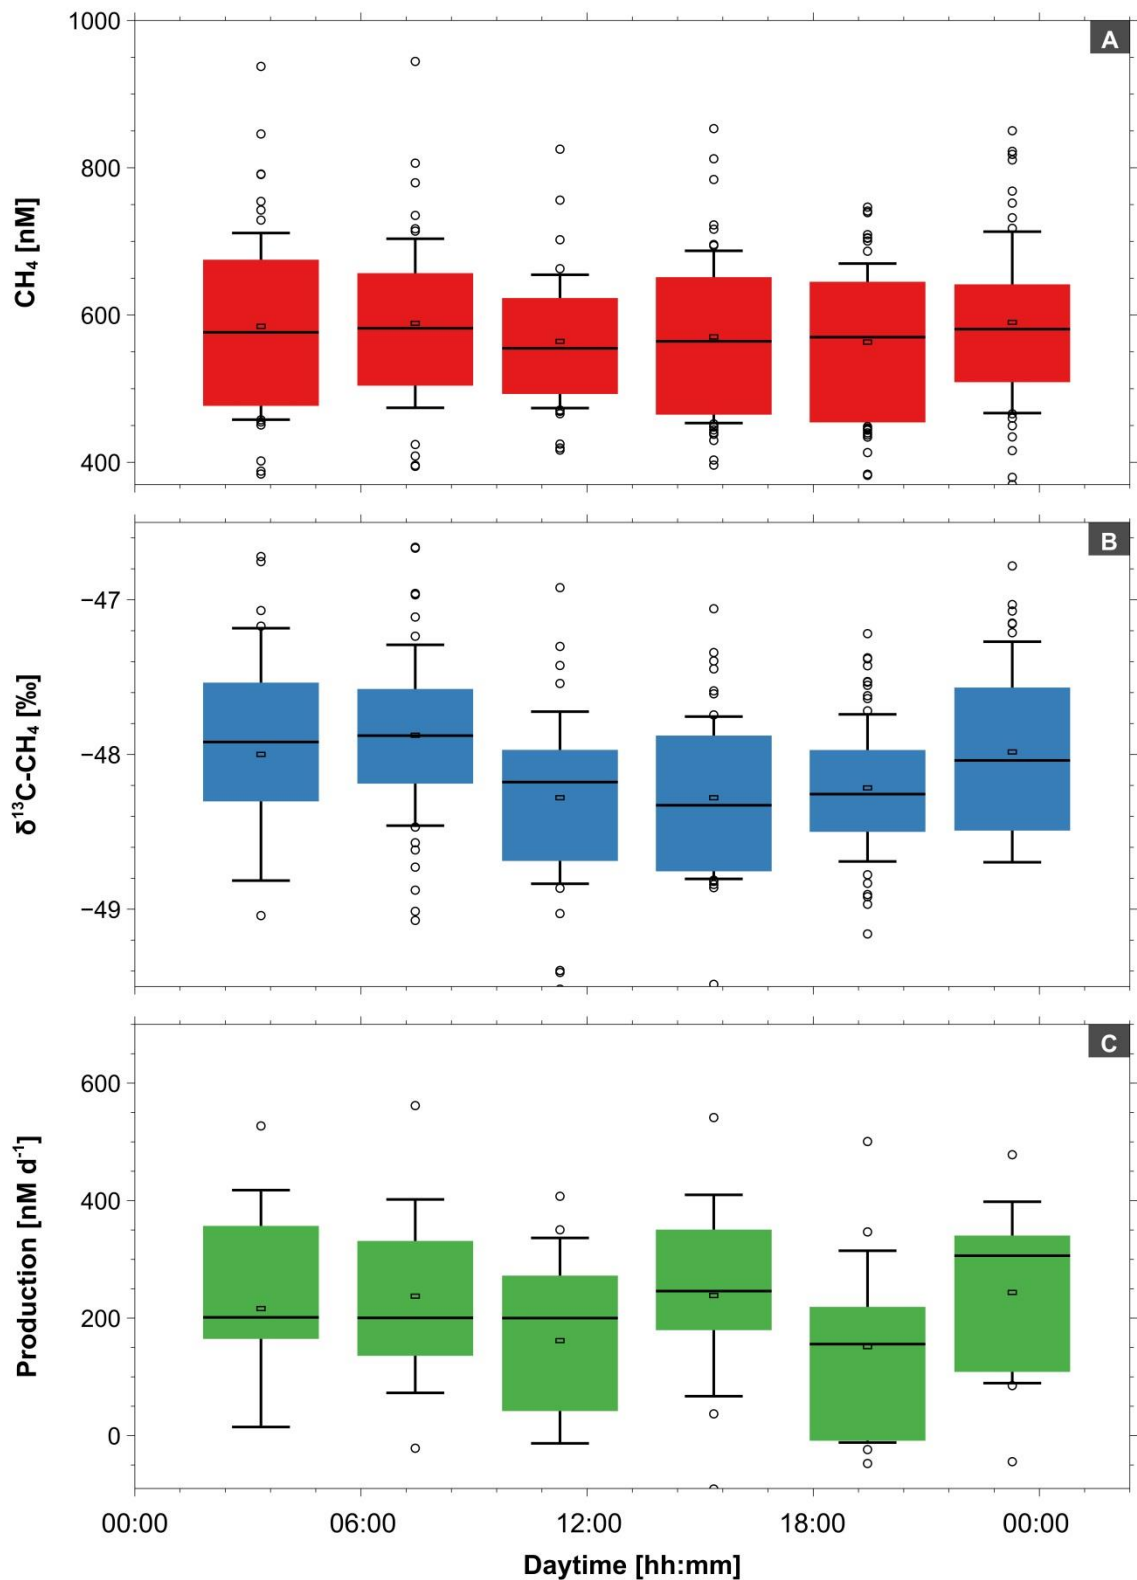 A
1000
800
600
400
CH₄ [nM]
B
−47
−48
−49
δ¹³C-CH₄ [‰]
C
600
400
200
0
Production [nM d⁻¹]
00:00 06:00 12:00 18:00 00:00
Daytime [hh:mm]